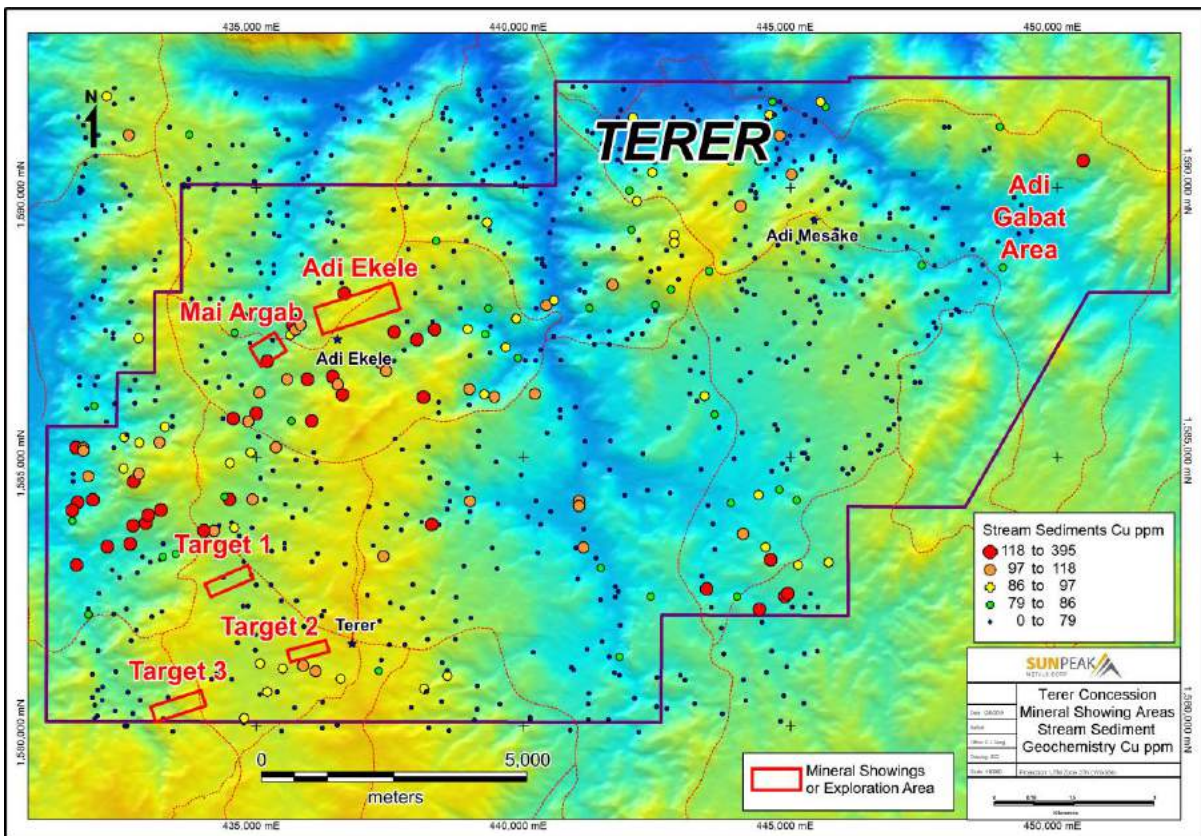 435,000 mE
440,000 mE
445,000 mE
450,000 mE
N
TERER
1,590,000 mN
1,590,000 mN
Adi
Gabat
Area
Adi Mesake
Adi Ekele
Mai Argab
Adi Ekele
1,585,000 mN
1,585,000 mN
Target 1
Target 2
Terer
Target 3
Stream Sediments Cu ppm
118 to 395
97 to 118
86 to 97
79 to 86
0 to 79
SUNPEAK
METALS CORP
Terer Concession
Mineral Showing Areas
Stream Sediment
Geochemistry Cu ppm
1,580,000 mN
1,580,000 mN
0 5,000
meters
Mineral Showings
or Exploration Area
435,000 mE
440,000 mE
445,000 mE
450,000 mE